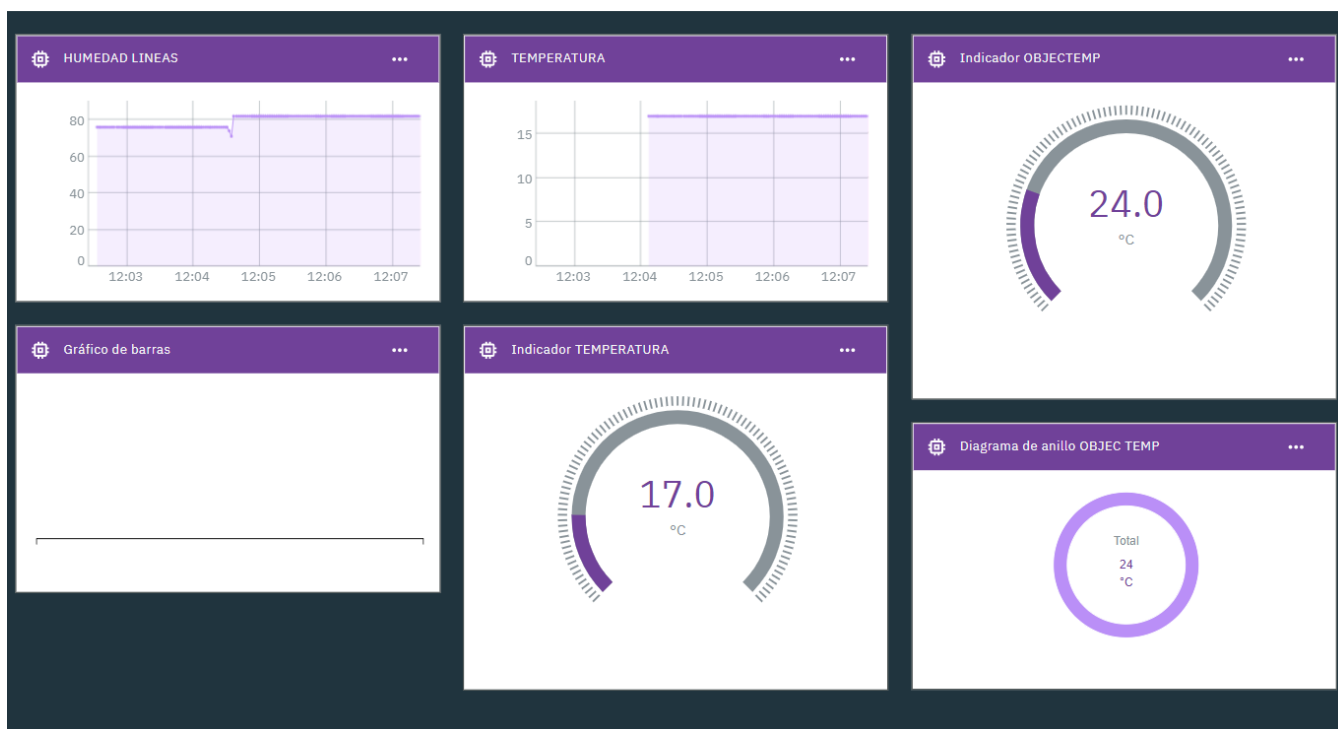 HUMEDAD LINEAS
80
60
40
20
0
12:03 12:04 12:05 12:06 12:07
TEMPERATURA
15
10
5
0
12:03 12:04 12:05 12:06 12:07
Indicador OBJECTEMP
24.0
°C
Gráfico de barras
Indicador TEMPERATURA
17.0
°C
Diagrama de anillo OBJEC TEMP
Total
24
°C